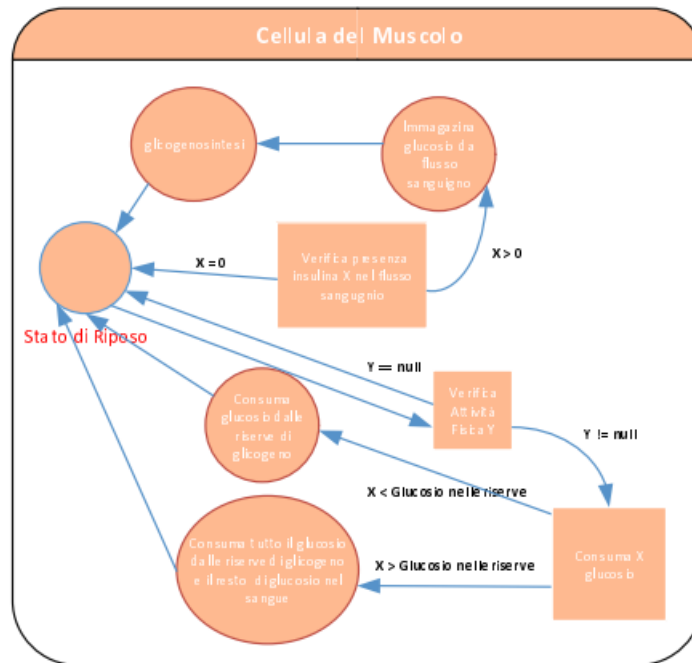 Cellula del Muscolo
glicogenosintesi
Immagazina
glucosio da
flusso
sanguigno
X = 0
Verifica presenza
insulina X nel flusso
sangugnio
X > 0
Stato di Riposo
Y == null
Verifica
Attività
Fisica Y
Y != null
Consuma
glucosio dalle
riserve di
glicogeno
X < Glucosio nelle riserve
Consuma tutto il glucosio
dalle riserve di glicogeno
e il resto di glucosio nel
sangue
X > Glucosio nelle riserve
Consuma X
glucosio